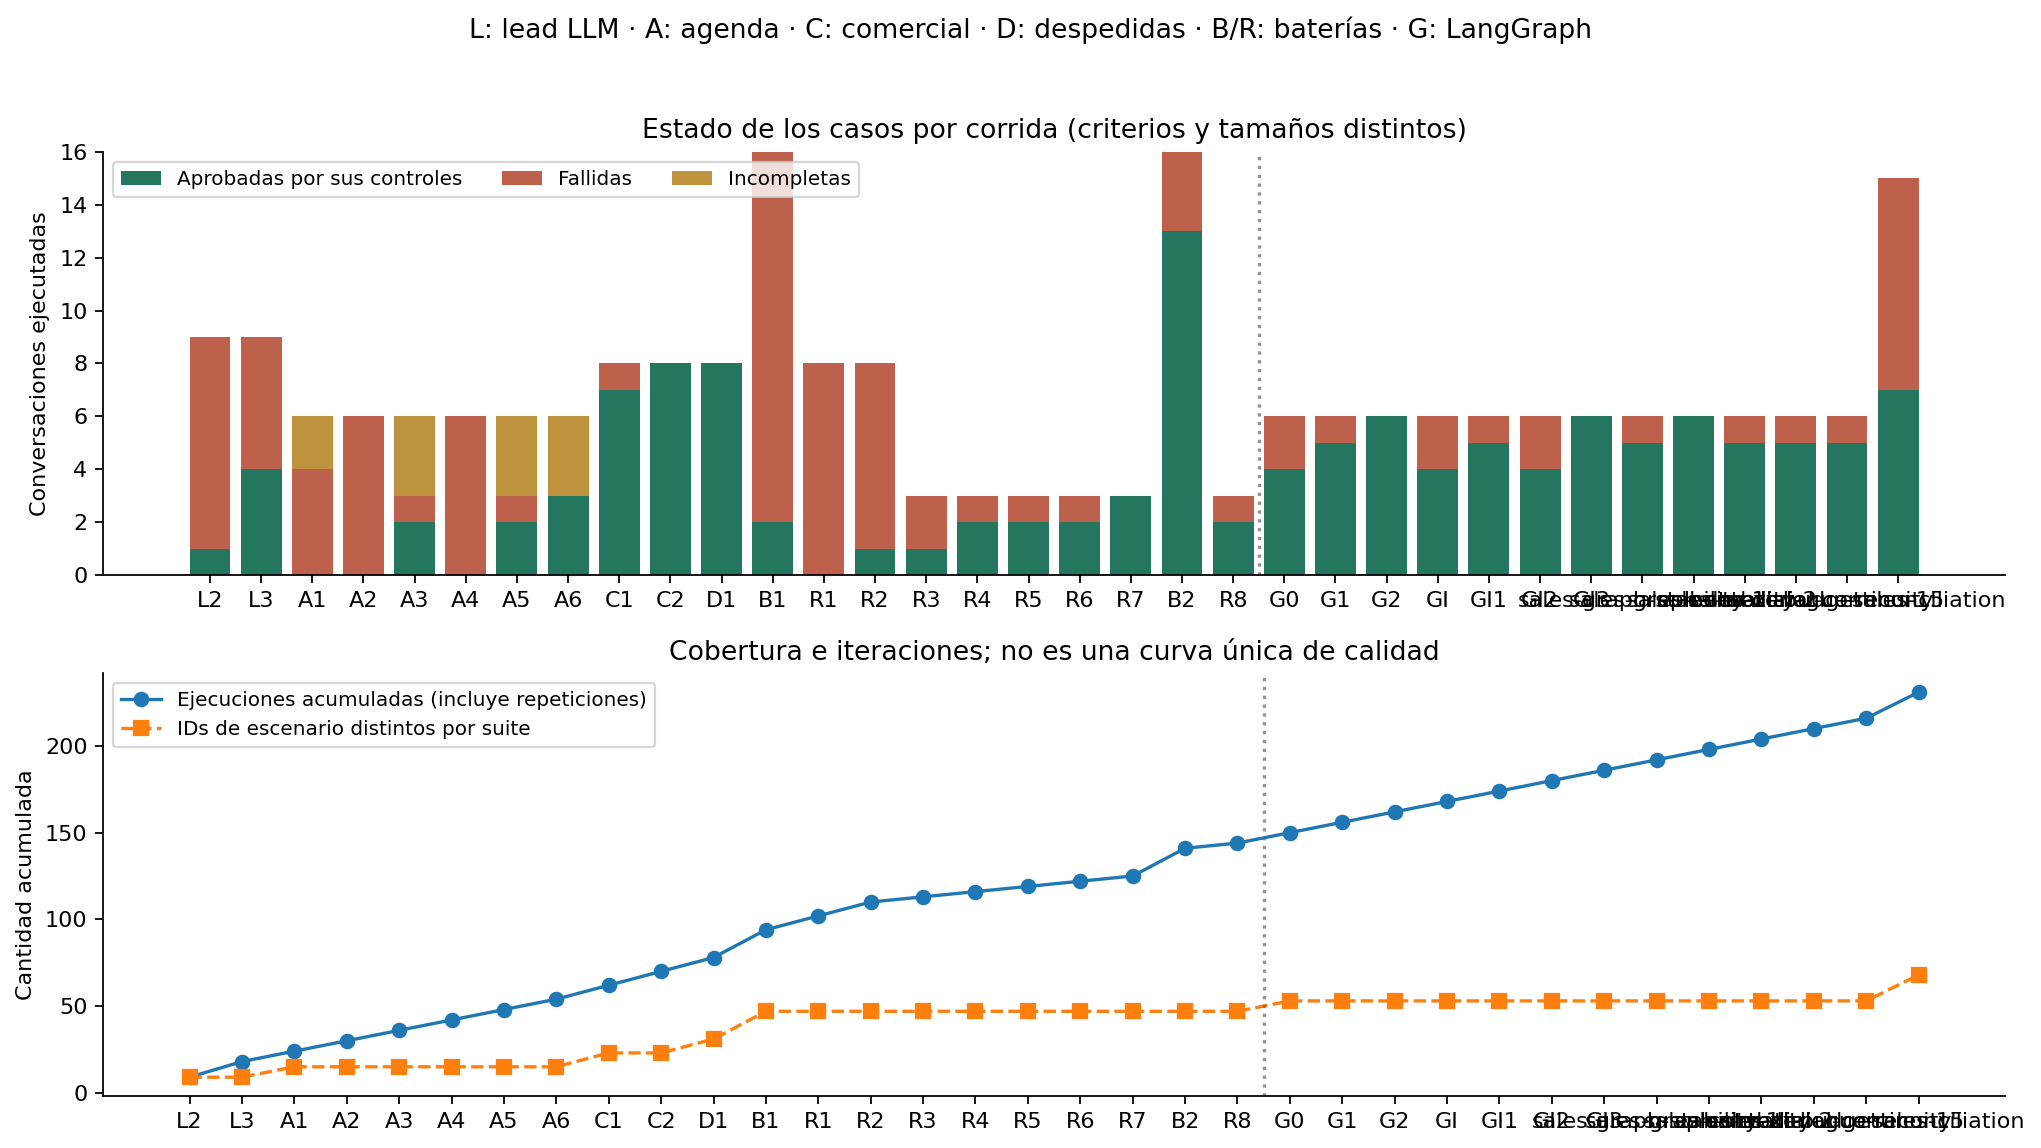 L: lead LLM · A: agenda · C: comercial · D: despedidas · B/R: baterías · G: LangGraph
Estado de los casos por corrida (criterios y tamaños distintos)
Aprobadas por sus controles Fallidas Incompletas
Conversaciones ejecutadas
16
14
12
10
8
6
4
2
0
L2 L3 A1 A2 A3 A4 A5 A6 C1 C2 D1 B1 R1 R2 R3 R4 R5 R6 R7 B2 R8 G0 G1 G2 GI GI1 GI2 GI3
Cobertura e iteraciones; no es una curva única de calidad
Ejecuciones acumuladas (incluye repeticiones)
IDs de escenario distintos por suite
Cantidad acumulada
200
150
100
50
0
L2 L3 A1 A2 A3 A4 A5 A6 C1 C2 D1 B1 R1 R2 R3 R4 R5 R6 R7 B2 R8 G0 G1 G2 GI GI1 GI2 GI3